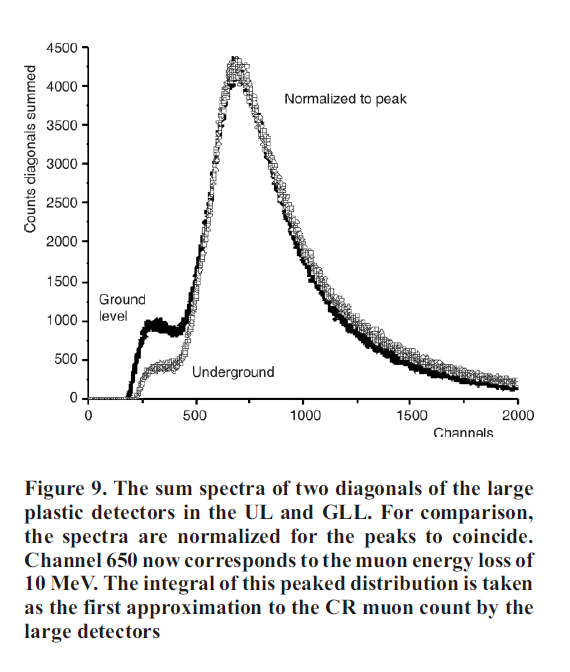 4500
4000
3500
3000
2500
2000
1500
1000
500
0
Counts diagonals summed
Normalized to peak
Ground
level
Underground
0 500 1000 1500 2000
Channels
Figure 9. The sum spectra of two diagonals of the large
plastic detectors in the UL and GLL. For comparison,
the spectra are normalized for the peaks to coincide.
Channel 650 now corresponds to the muon energy loss of
10 MeV. The integral of this peaked distribution is taken
as the first approximation to the CR muon count by the
large detectors